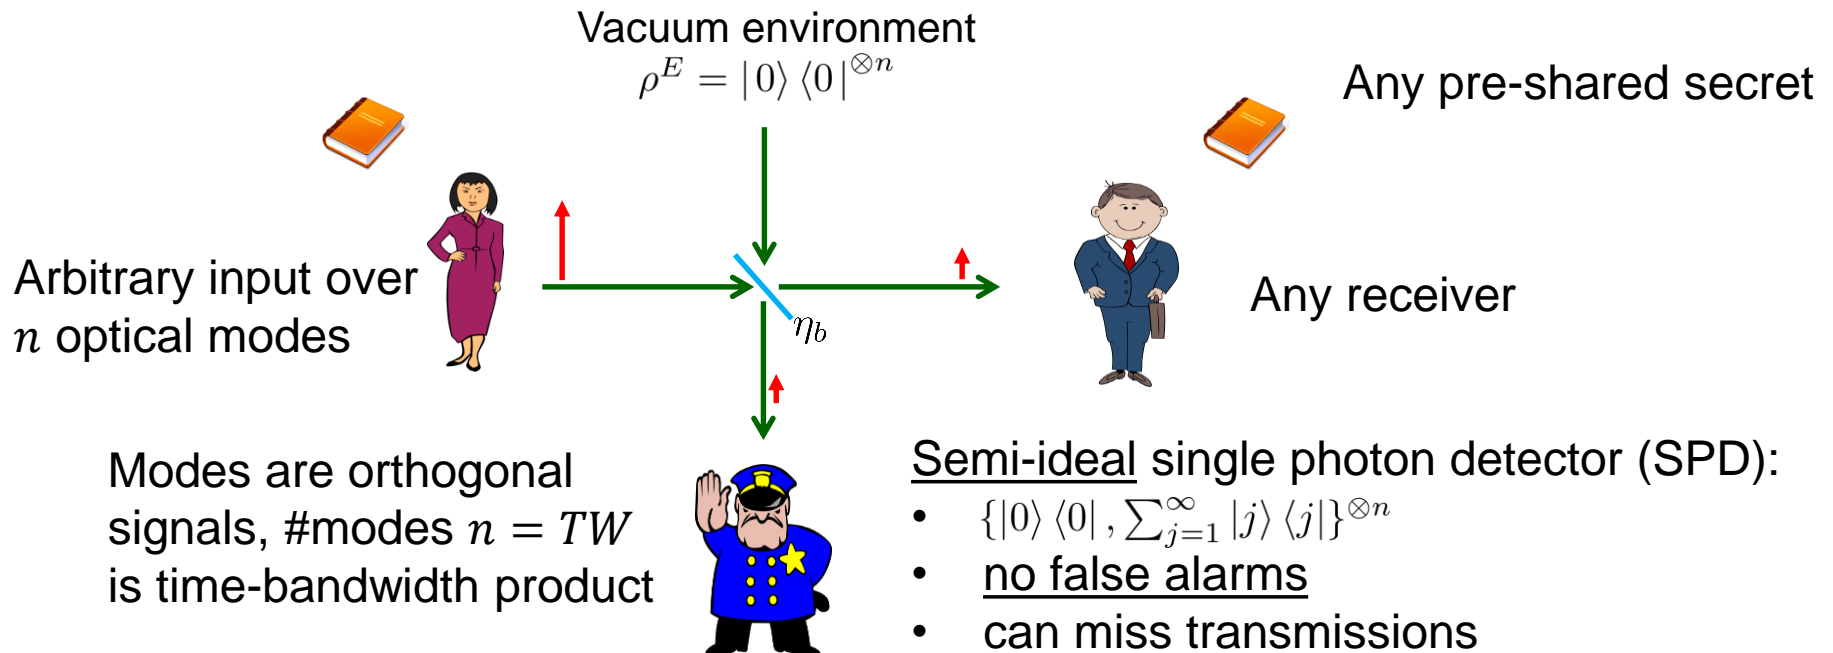 Vacuum environment
ρ^E = |0⟩ ⟨0|^{⊗n}
Any pre-shared secret
Arbitrary input over
n optical modes
η_b
Any receiver
Modes are orthogonal
signals, #modes n = TW
is time-bandwidth product
Semi-ideal single photon detector (SPD):
• {|0⟩ ⟨0| , ∑_{j=1}^{∞} |j⟩ ⟨j|}^{⊗n}
• no false alarms
• can miss transmissions